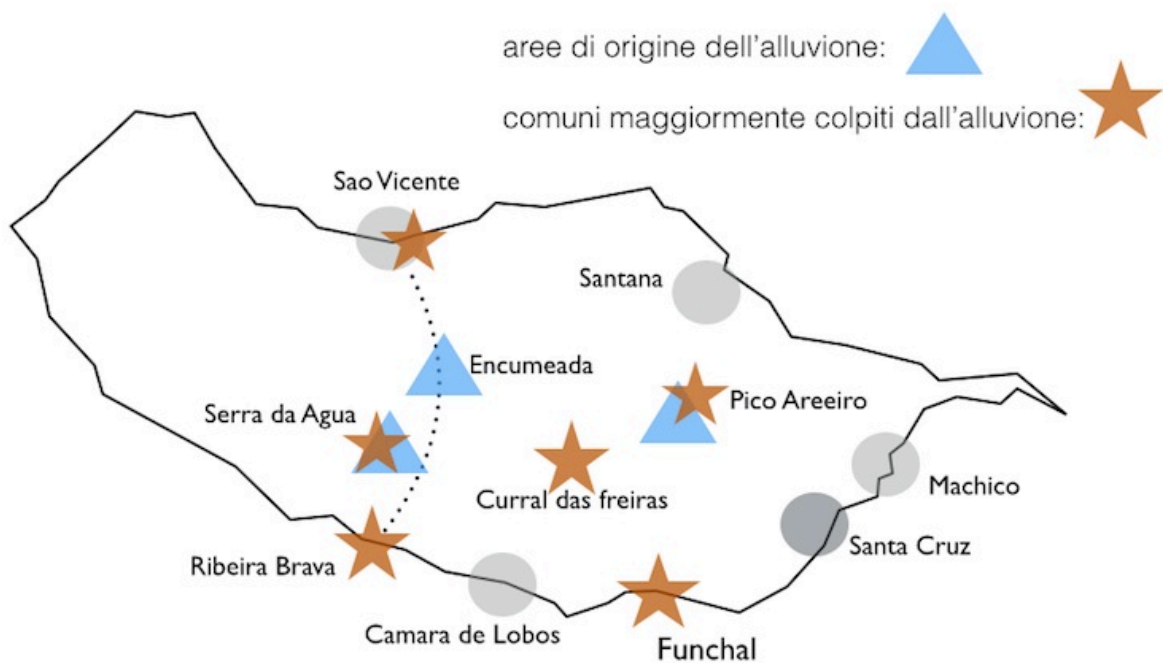 aree di origine dell'alluvione:
comuni maggiormente colpiti dall'alluvione:
Sao Vicente
Santana
Encumeada
Pico Areeiro
Serra da Agua
Curral das freiras
Machico
Santa Cruz
Ribeira Brava
Camara de Lobos
Funchal